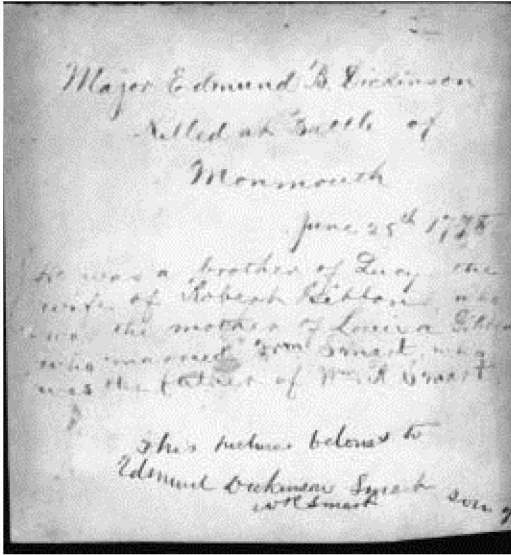 Major Edmund B. Dickinson
Killed at Battle of
Monmouth
June 28th 1778
He was a brother of Lucy the
wife of Robert Gibbon, who
was the mother of Louisa Gibbon
who married Wm Smart, who
was the father of Wm R Smart.
This picture belongs to
Edmund Dickinson Smart son of
Wm Smart